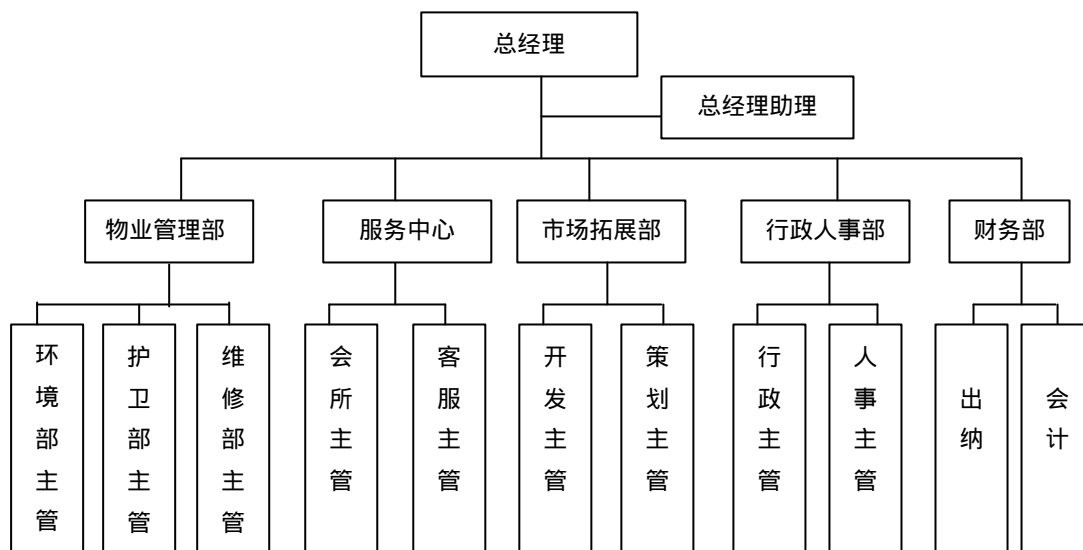 总经理
总经理助理
物业管理部
服务中心
市场拓展部
行政人事部
财务部
环境部主管
护卫部主管
维修部主管
会所主管
客服主管
开发主管
策划主管
行政主管
人事主管
出纳
会计